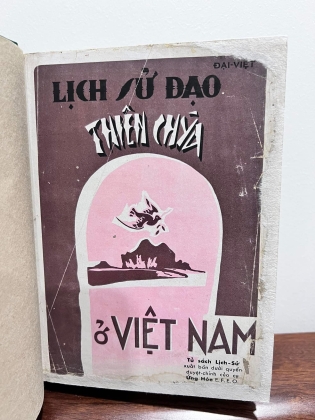 ĐẠI-VIỆT
LỊCH SỬ ĐẠO
THIÊN CHÚA
Ở VIỆT NAM
Tủ sách Lịch-Sử
xuất bản dưới quyền
duyệt-chính của cụ
Ứng Hòe E.F.E.O.